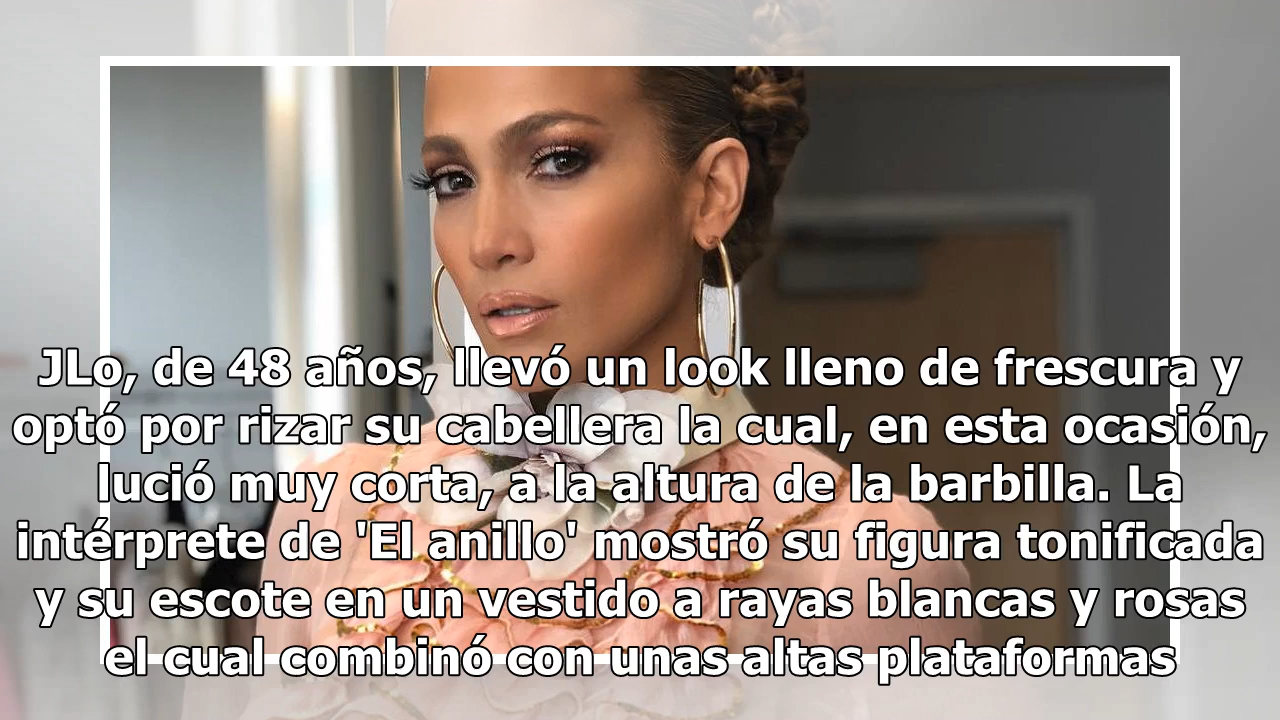 JLo, de 48 años, llevó un look lleno de frescura y
optó por rizar su cabellera la cual, en esta ocasión,
lució muy corta, a la altura de la barbilla. La
intérprete de 'El anillo' mostró su figura tonificada
y su escote en un vestido a rayas blancas y rosas
el cual combinó con unas altas plataformas